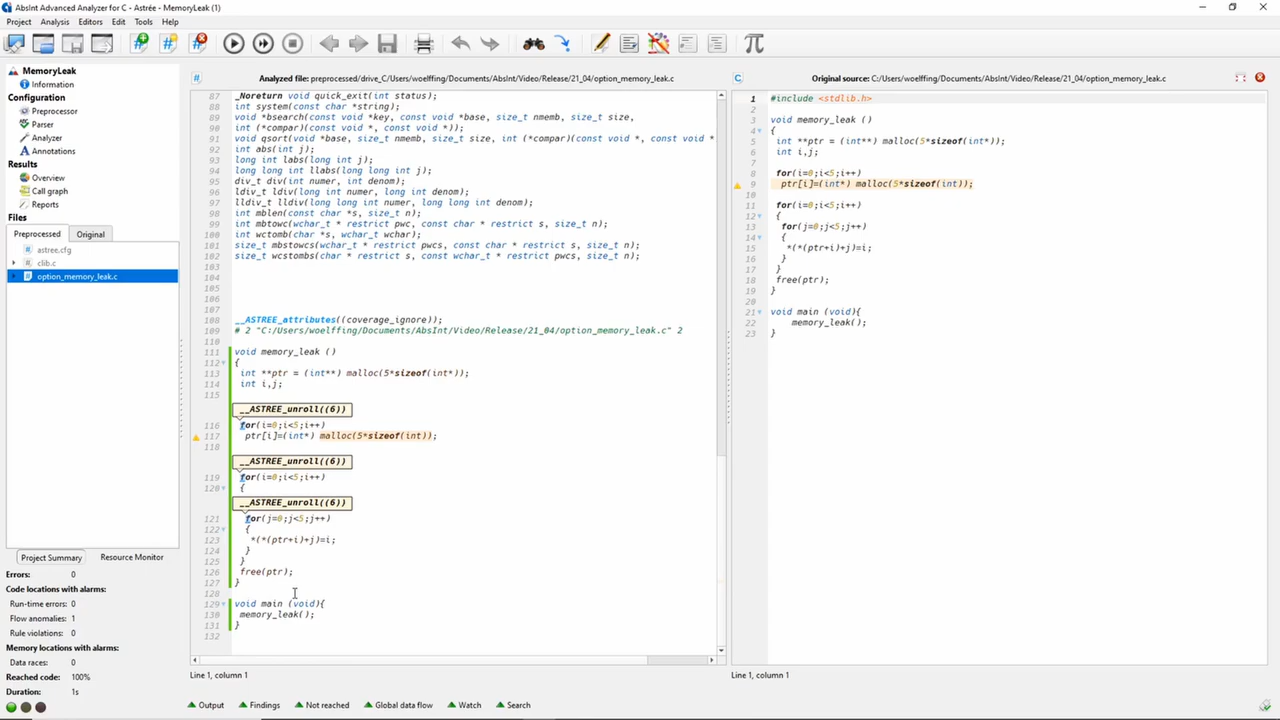 AbsInt Advanced Analyzer for C - Astrée - MemoryLeak (1)
Project Analysis Editors Edit Tools Help
MemoryLeak
Information
Configuration
Preprocessor
Parser
Analyzer
Annotations
Results
Overview
Call graph
Reports
Files
Preprocessed Original
astree.cfg
clib.c
option_memory_leak.c
Project Summary Resource Monitor
Errors: 0
Code locations with alarms:
Run-time errors: 0
Flow anomalies: 1
Rule violations: 0
Memory locations with alarms:
Data races: 0
Reached code: 100%
Duration: 1s
Analyzed file: preprocessed/drive_C/Users/woelffing/Documents/AbsInt/Video/Release/21_04/option_memory_leak.c
87 _Noreturn void quick_exit(int status);
88 int system(const char *string);
89 void *bsearch(const void *key, const void *base, size_t nmemb, size_t size,
90 int (*compar)(const void *, const void *));
91 void qsort(void *base, size_t nmemb, size_t size, int (*compar)(const void *, const void *
92 int abs(int j);
93 long int labs(long int j);
94 long long int llabs(long long int j);
95 div_t div(int numer, int denom);
96 ldiv_t ldiv(long int numer, long int denom);
97 lldiv_t lldiv(long long int numer, long long int denom);
98 int mblen(const char *s, size_t n);
99 int mbtowc(wchar_t * restrict pwc, const char * restrict s, size_t n);
100 int wctomb(char *s, wchar_t wchar);
101 size_t mbstowcs(wchar_t * restrict pwcs, const char * restrict s, size_t n);
102 size_t wcstombs(char * restrict s, const wchar_t * restrict pwcs, size_t n);
103
104
105
106
107
108 __ASTREE_attributes((coverage_ignore));
109 # 2 "C:/Users/woelffing/Documents/AbsInt/Video/Release/21_04/option_memory_leak.c" 2
110
111 void memory_leak ()
112 {
113 int **ptr = (int**) malloc(5*sizeof(int*));
114 int i,j;
115
__ASTREE_unroll((6))
116 for(i=0;i<5;i++)
117 ptr[i]=(int*) malloc(5*sizeof(int));
118
__ASTREE_unroll((6))
119 for(i=0;i<5;i++)
120 {
__ASTREE_unroll((6))
121 for(j=0;j<5;j++)
122 {
123 *(*(ptr+i)+j)=i;
124 }
125 }
126 free(ptr);
127 }
128
129 void main (void){
130 memory_leak();
131 }
132
Line 1, column 1
Original source: C:/Users/woelffing/Documents/AbsInt/Video/Release/21_04/option_memory_leak.c
1 #include <stdlib.h>
2
3 void memory_leak ()
4 {
5 int **ptr = (int**) malloc(5*sizeof(int*));
6 int i,j;
7
8 for(i=0;i<5;i++)
9 ptr[i]=(int*) malloc(5*sizeof(int));
10
11 for(i=0;i<5;i++)
12 {
13 for(j=0;j<5;j++)
14 {
15 *(*(ptr+i)+j)=i;
16 }
17 }
18 free(ptr);
19 }
20
21 void main (void){
22 memory_leak();
23 }
Line 1, column 1
Output Findings Not reached Global data flow Watch Search